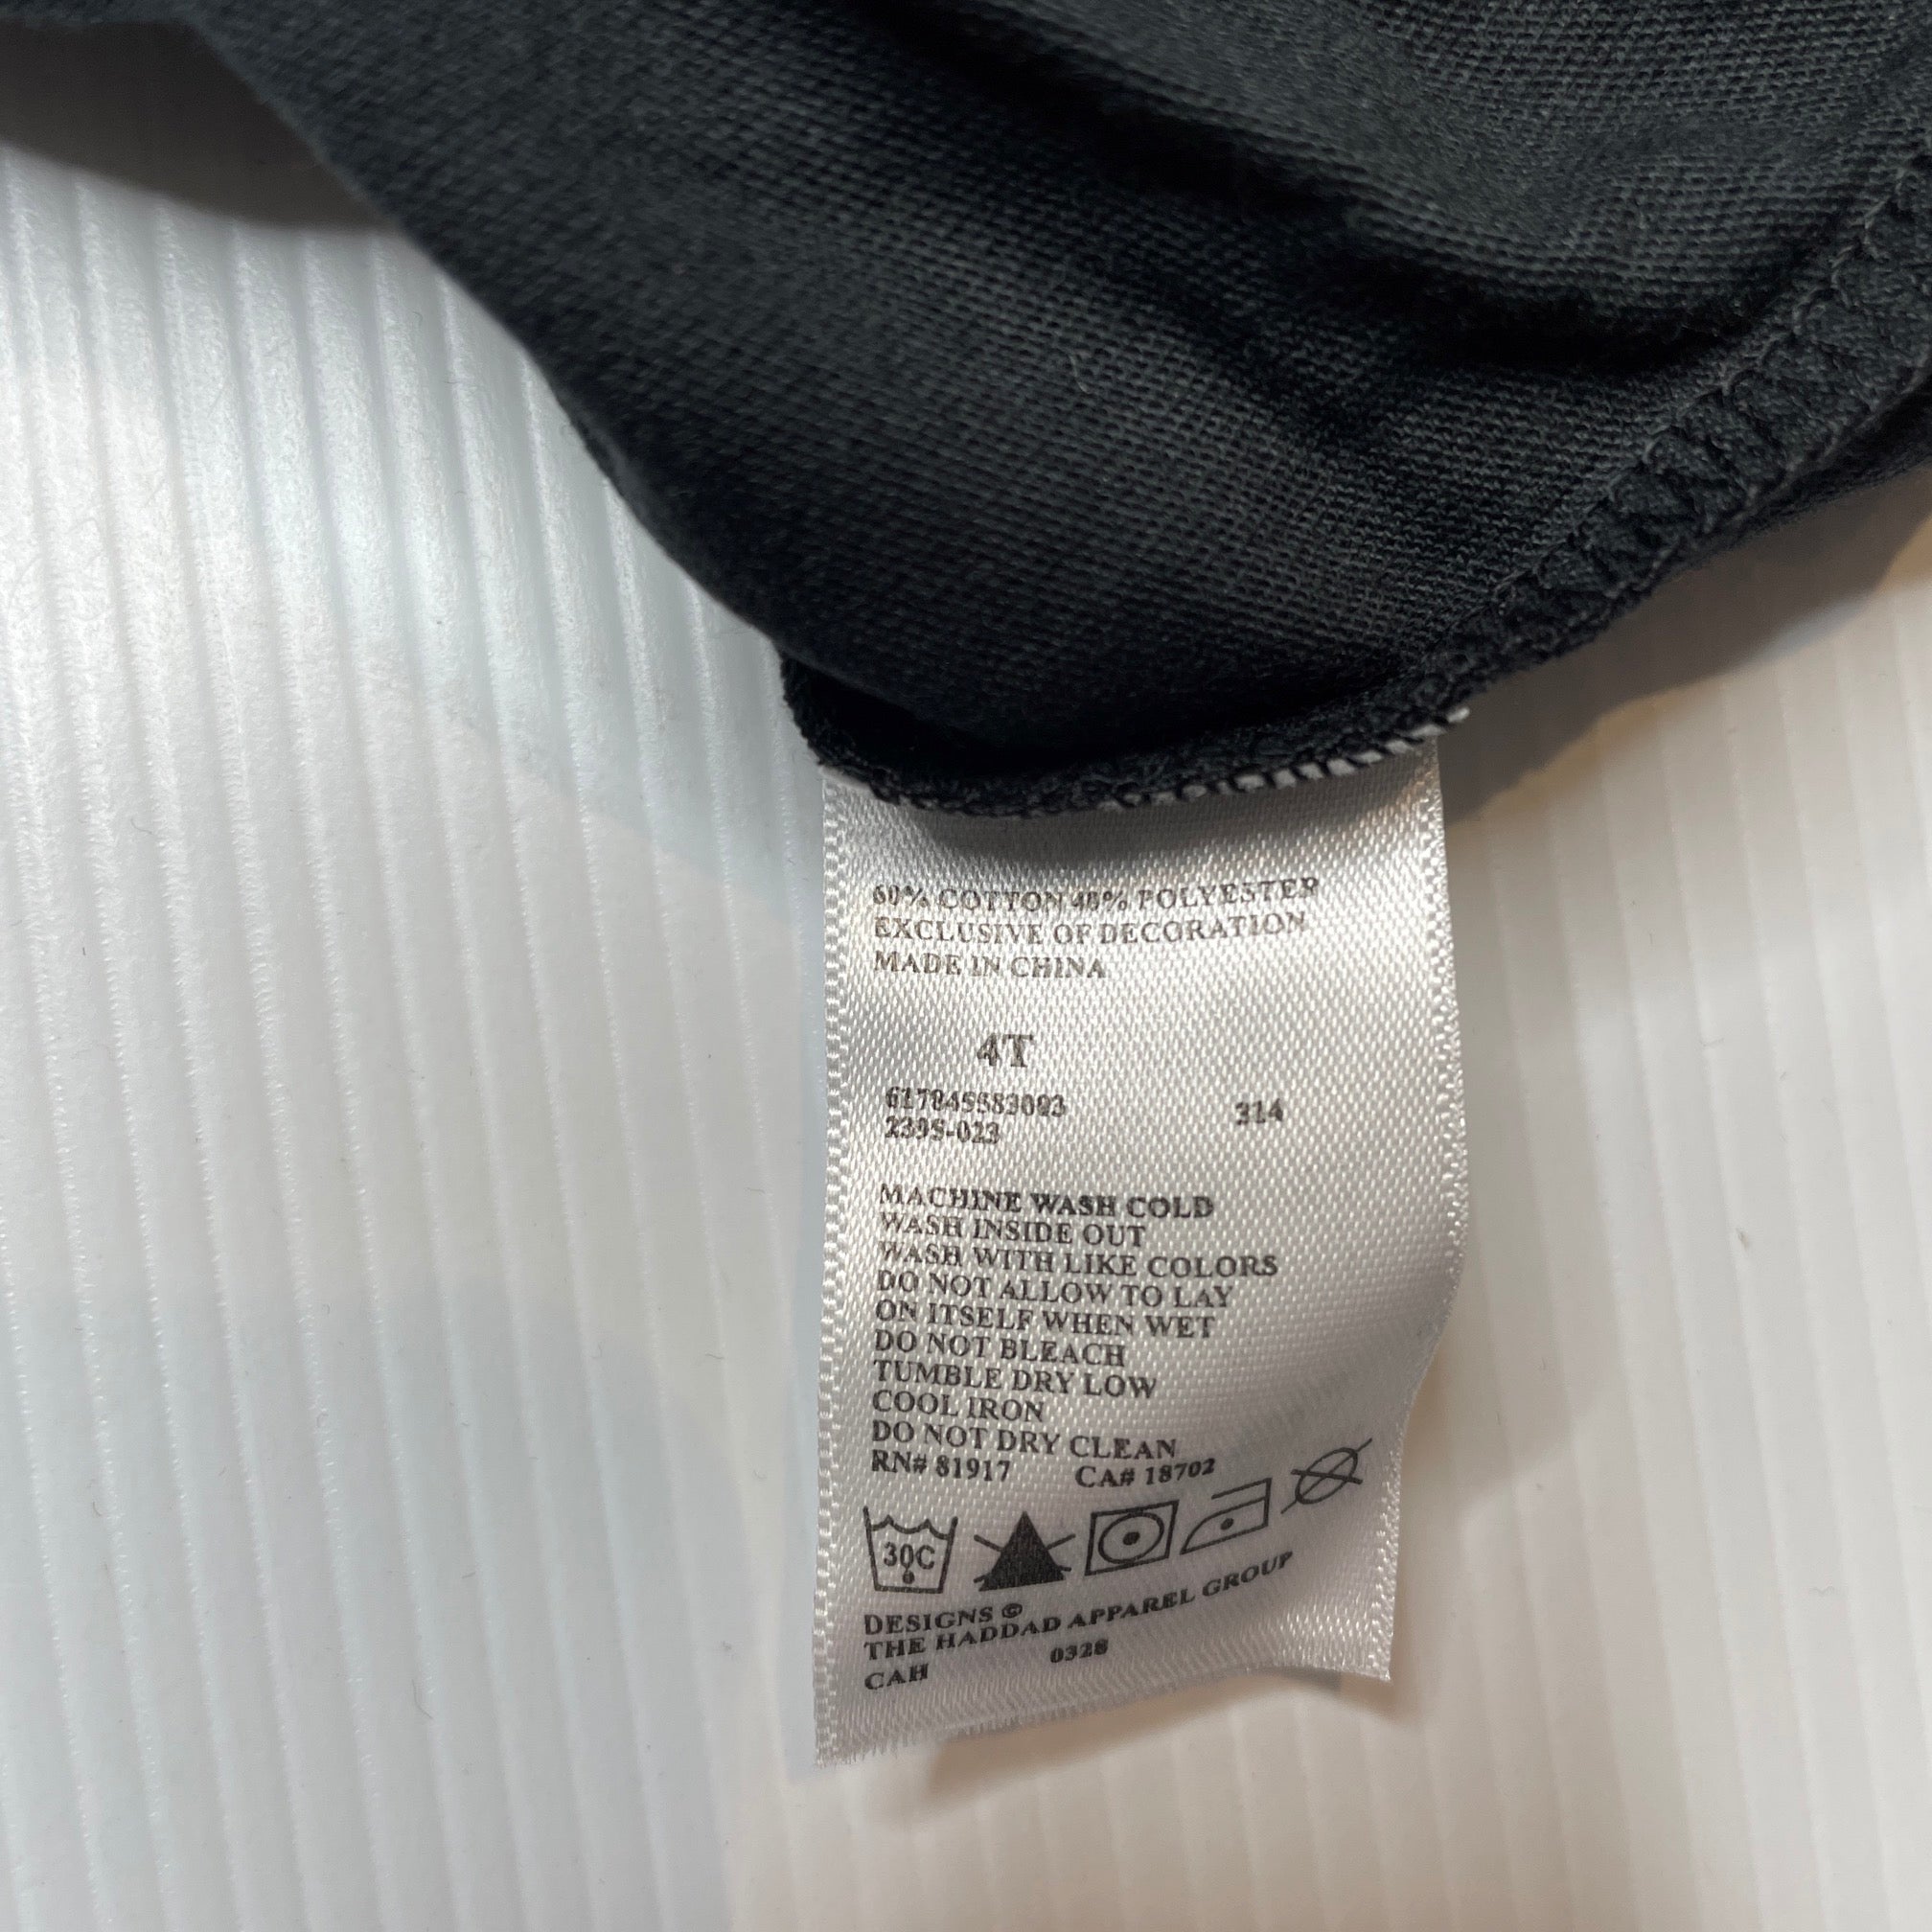 60% COTTON 40% POLYESTER
EXCLUSIVE OF DECORATION
MADE IN CHINA
4T
617845583003 314
239S-023
MACHINE WASH COLD
WASH INSIDE OUT
WASH WITH LIKE COLORS
DO NOT ALLOW TO LAY
ON ITSELF WHEN WET
DO NOT BLEACH
TUMBLE DRY LOW
COOL IRON
DO NOT DRY CLEAN
RN# 81917 CA# 18702
30C
DESIGNS ©
THE HADDAD APPAREL GROUP
CAH 0328